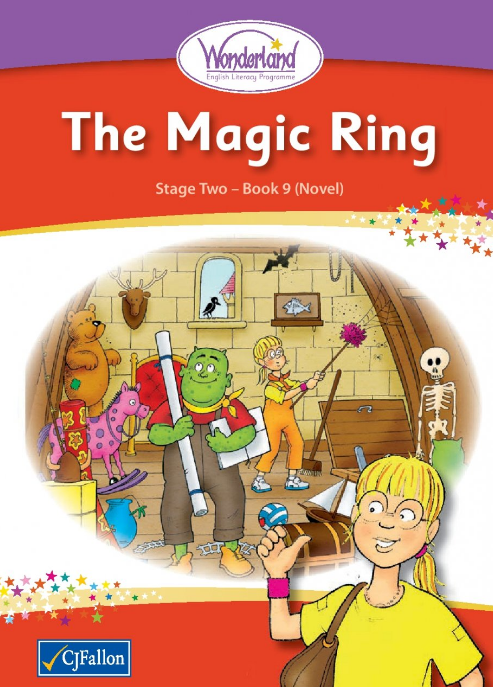 Wonderland
English Literacy Programme
The Magic Ring
Stage Two – Book 9 (Novel)
CJFallon